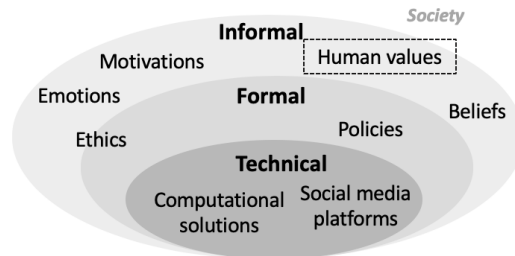 Society
Informal
Motivations
Human values
Emotions
Formal
Beliefs
Ethics
Policies
Technical
Computational
solutions
Social media
platforms